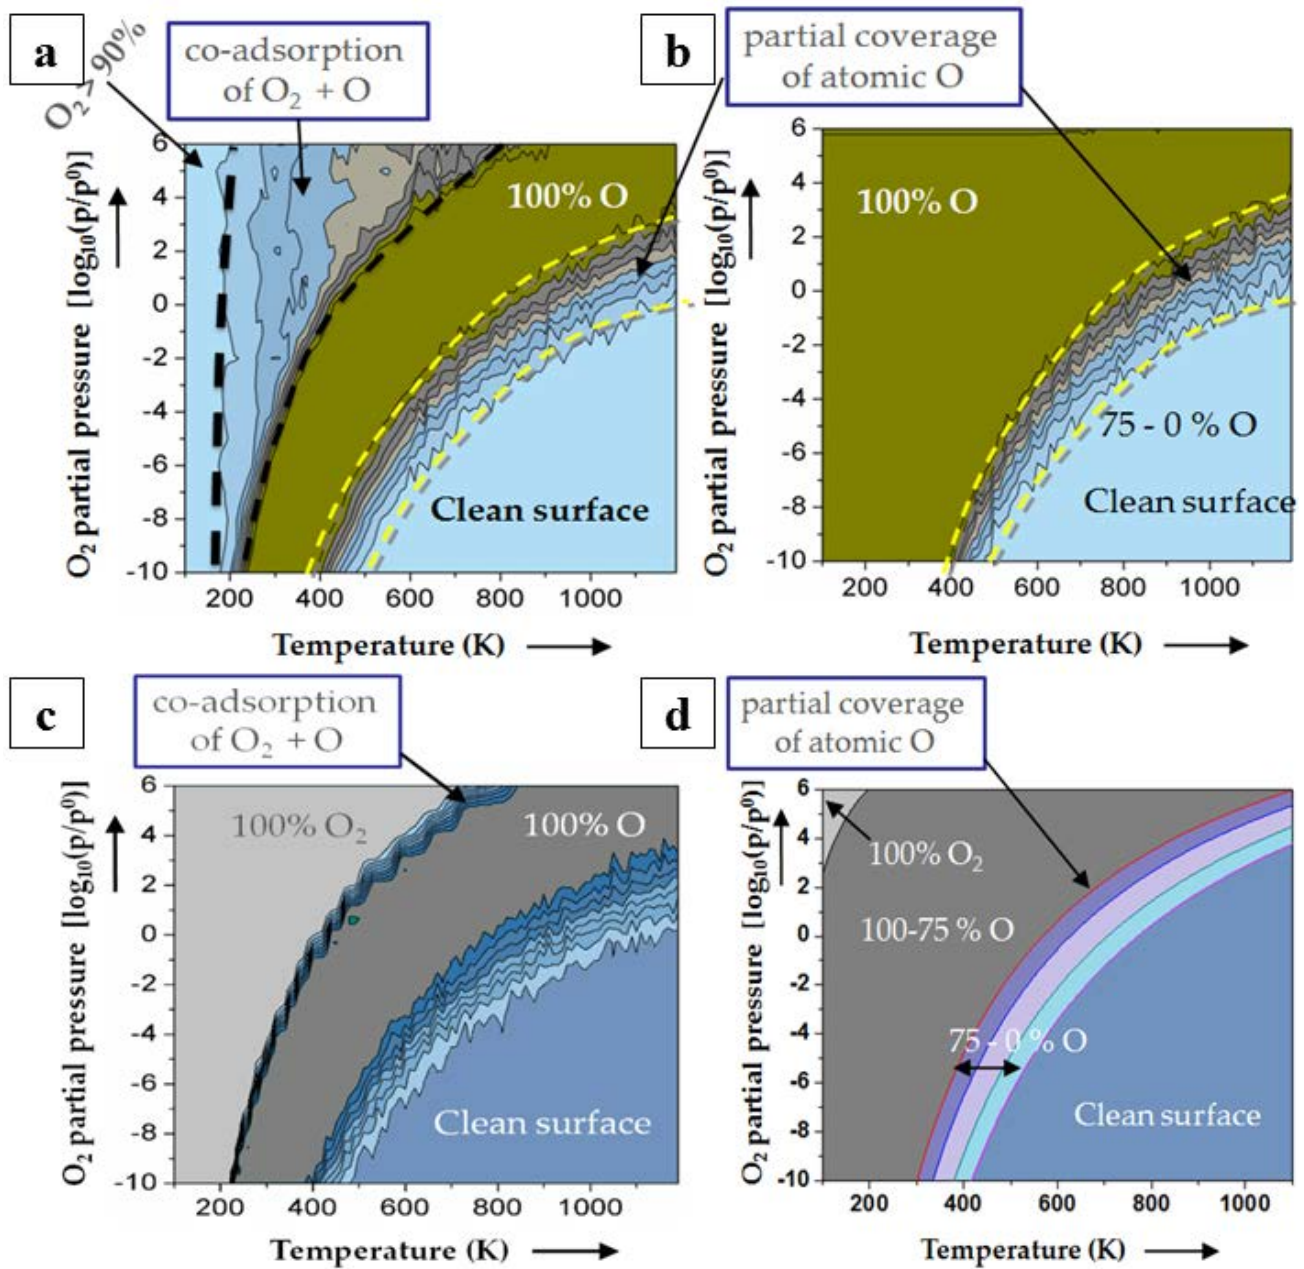 a
O₂ > 90%
co-adsorption
of O₂ + O
b
partial coverage
of atomic O
O₂ partial pressure [log₁₀(p/p⁰)]
6
4
2
0
-2
-4
-6
-8
-10
100% O
Clean surface
200 400 600 800 1000
Temperature (K)
O₂ partial pressure [log₁₀(p/p⁰)]
6
4
2
0
-2
-4
-6
-8
-10
100% O
75 - 0 % O
Clean surface
200 400 600 800 1000
Temperature (K)
c
co-adsorption
of O₂ + O
d
partial coverage
of atomic O
O₂ partial pressure [log₁₀(p/p⁰)]
6
4
2
0
-2
-4
-6
-8
-10
100% O₂
100% O
Clean surface
200 400 600 800 1000
Temperature (K)
O₂ partial pressure [log₁₀(p/p⁰)]
6
4
2
0
-2
-4
-6
-8
-10
100% O₂
100-75 % O
75 - 0 % O
Clean surface
200 400 600 800 1000
Temperature (K)